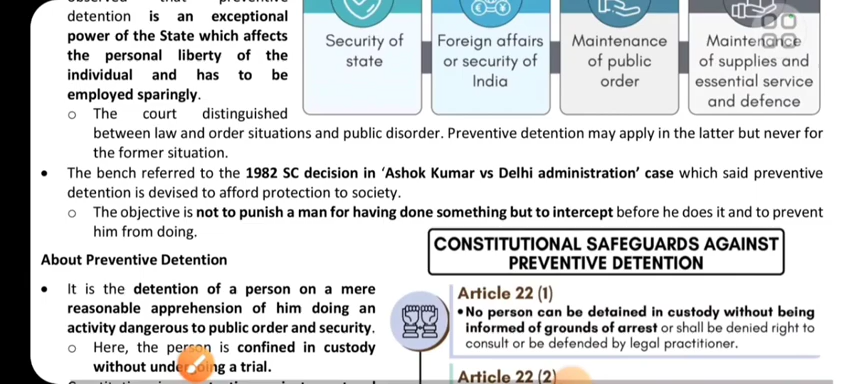 detention is an exceptional
power of the State which affects
the personal liberty of the
individual and has to be
employed sparingly.
Security of
state
Foreign affairs
or security of
India
Maintenance
of public
order
Maintenance
of supplies and
essential service
and defence
o The court distinguished
between law and order situations and public disorder. Preventive detention may apply in the latter but never for
the former situation.
• The bench referred to the 1982 SC decision in ‘Ashok Kumar vs Delhi administration’ case which said preventive
detention is devised to afford protection to society.
o The objective is not to punish a man for having done something but to intercept before he does it and to prevent
him from doing.
About Preventive Detention
• It is the detention of a person on a mere
reasonable apprehension of him doing an
activity dangerous to public order and security.
o Here, the person is confined in custody
without undergoing a trial.
CONSTITUTIONAL SAFEGUARDS AGAINST
PREVENTIVE DETENTION
Article 22 (1)
• No person can be detained in custody without being
informed of grounds of arrest or shall be denied right to
consult or be defended by legal practitioner.
Article 22 (2)